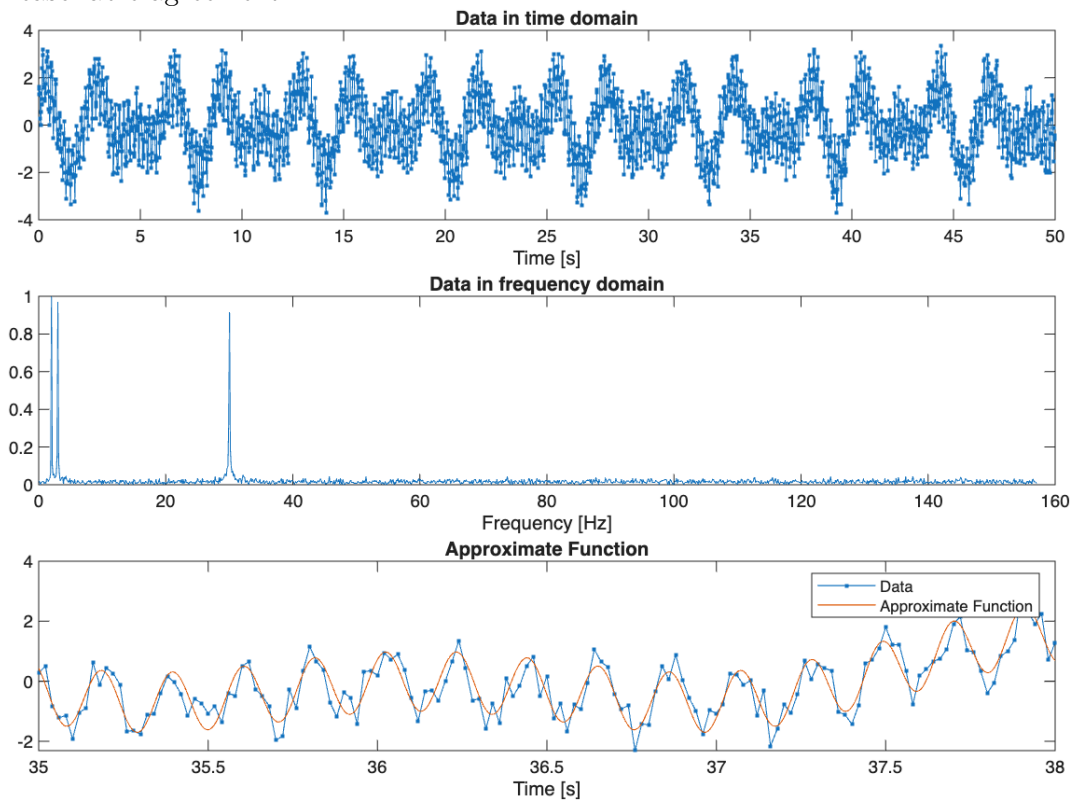 Data in time domain
4
2
0
-2
-4
0 5 10 15 20 25 30 35 40 45 50
Time [s]
Data in frequency domain
1
0.8
0.6
0.4
0.2
0
0 20 40 60 80 100 120 140 160
Frequency [Hz]
Approximate Function
4
Data
Approximate Function
2
0
-2
35 35.5 36 36.5 37 37.5 38
Time [s]